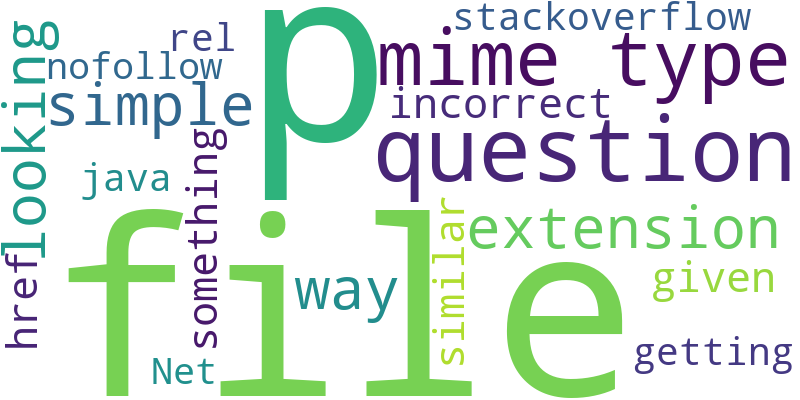 stackoverflow
p
rel
mime type
nofollow
looking
simple
incorrect
question
java
something
file
similar
extension
href
way
given
getting
Net